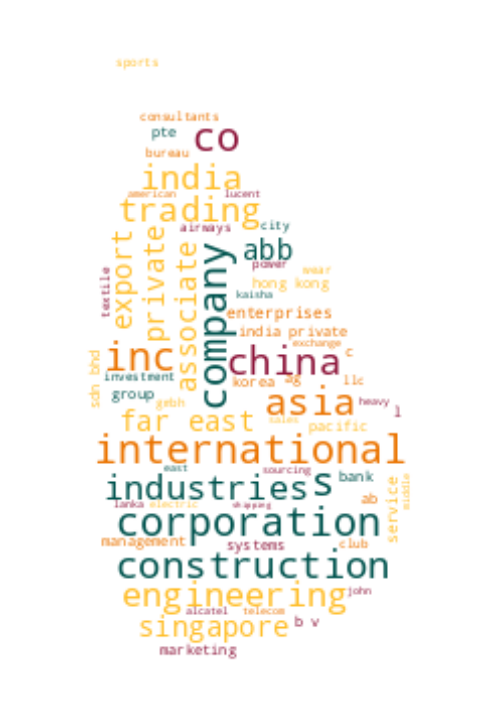 sports
consultants
pte
co
bureau
india
american
lucent
trading
airways
city
export
private
associate
company
abb
textile
power
wear
hong kong
kaisha
enterprises
india private
exchange
inc
china
c
sdn bhd
investment
korea
ag
llc
group
gmbh
asia
heavy
l
far east
sales
pacific
international
east
sourcing
industries
s
bank
service
middle
ab
lanka
electric
shipping
corporation
management
systems
club
construction
engineering
john
alcatel
telecom
singapore
b v
marketing